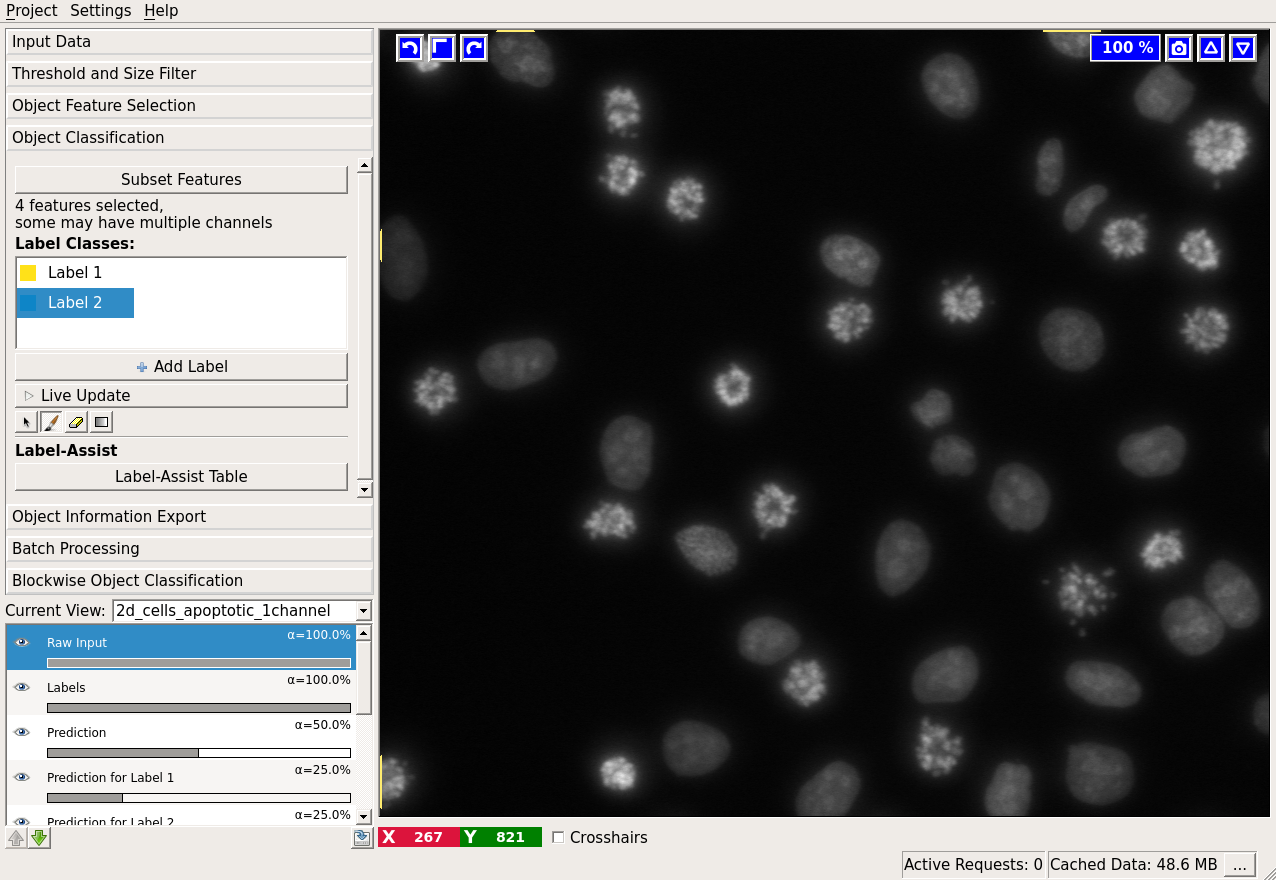 Project Settings Help
Input Data
Threshold and Size Filter
Object Feature Selection
Object Classification
Subset Features
4 features selected,
some may have multiple channels
Label Classes:
Label 1
Label 2
Add Label
Live Update
Label-Assist
Label-Assist Table
Object Information Export
Batch Processing
Blockwise Object Classification
Current View: 2d_cells_apoptotic_1channel
α=100.0%
Raw Input
α=100.0%
Labels
α=50.0%
Prediction
α=25.0%
Prediction for Label 1
α=25.0%
Prediction for Label 2
100 %
X 267 Y 821 Crosshairs
Active Requests: 0 Cached Data: 48.6 MB ...